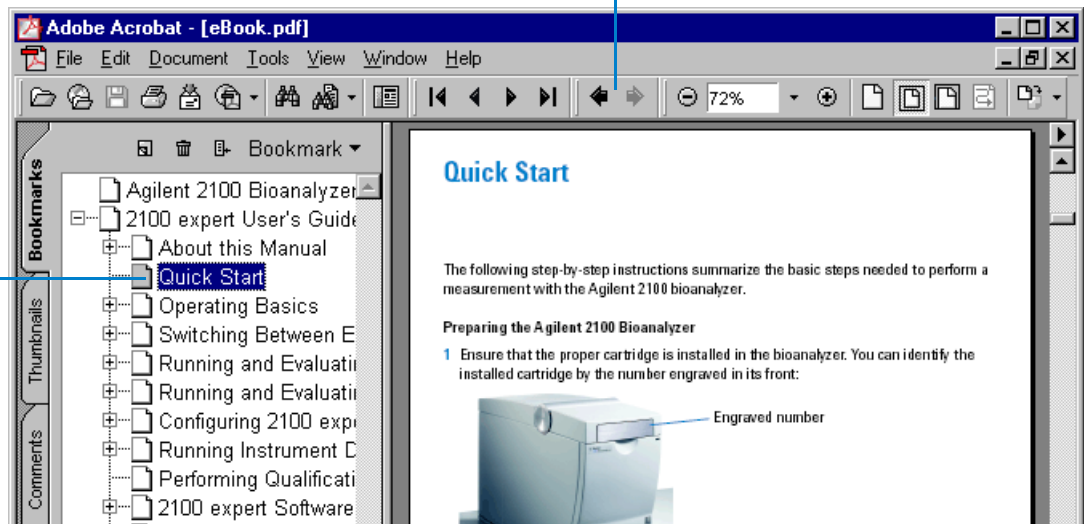 Adobe Acrobat - [eBook.pdf]
File Edit Document Tools View Window Help
72%
Bookmarks
Thumbnails
Comments
Bookmark
Agilent 2100 Bioanalyzer
2100 expert User's Guide
About this Manual
Quick Start
Operating Basics
Switching Between E
Running and Evaluati
Running and Evaluati
Configuring 2100 exp
Running Instrument D
Performing Qualificati
2100 expert Software
Quick Start
The following step-by-step instructions summarize the basic steps needed to perform a
measurement with the Agilent 2100 bioanalyzer.
Preparing the Agilent 2100 Bioanalyzer
1 Ensure that the proper cartridge is installed in the bioanalyzer. You can identify the
installed cartridge by the number engraved in its front:
Engraved number